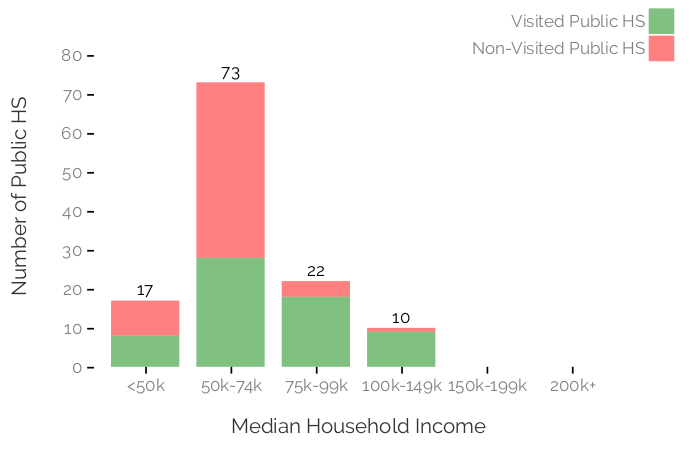 Visited Public HS
Non-Visited Public HS
Number of Public HS
80
70
60
50
40
30
20
10
0
17
73
22
10
<50k
50k-74k
75k-99k
100k-149k
150k-199k
200k+
Median Household Income